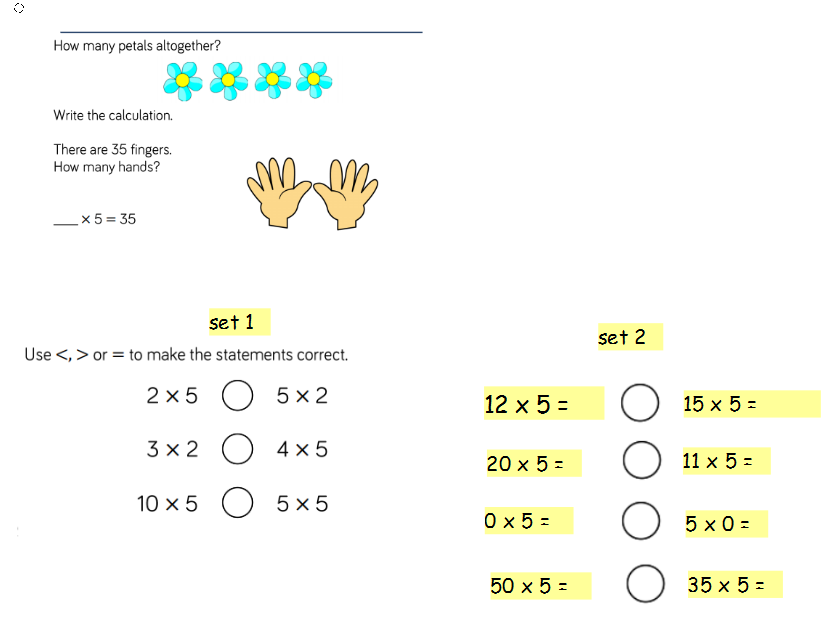 How many petals altogether?
Write the calculation.
There are 35 fingers.
How many hands?
___ × 5 = 35
set 1
Use <, > or = to make the statements correct.
2 × 5 5 × 2
3 × 2 4 × 5
10 × 5 5 × 5
set 2
12 x 5 = 15 x 5 =
20 x 5 = 11 x 5 =
0 x 5 = 5 x 0 =
50 x 5 = 35 x 5 =